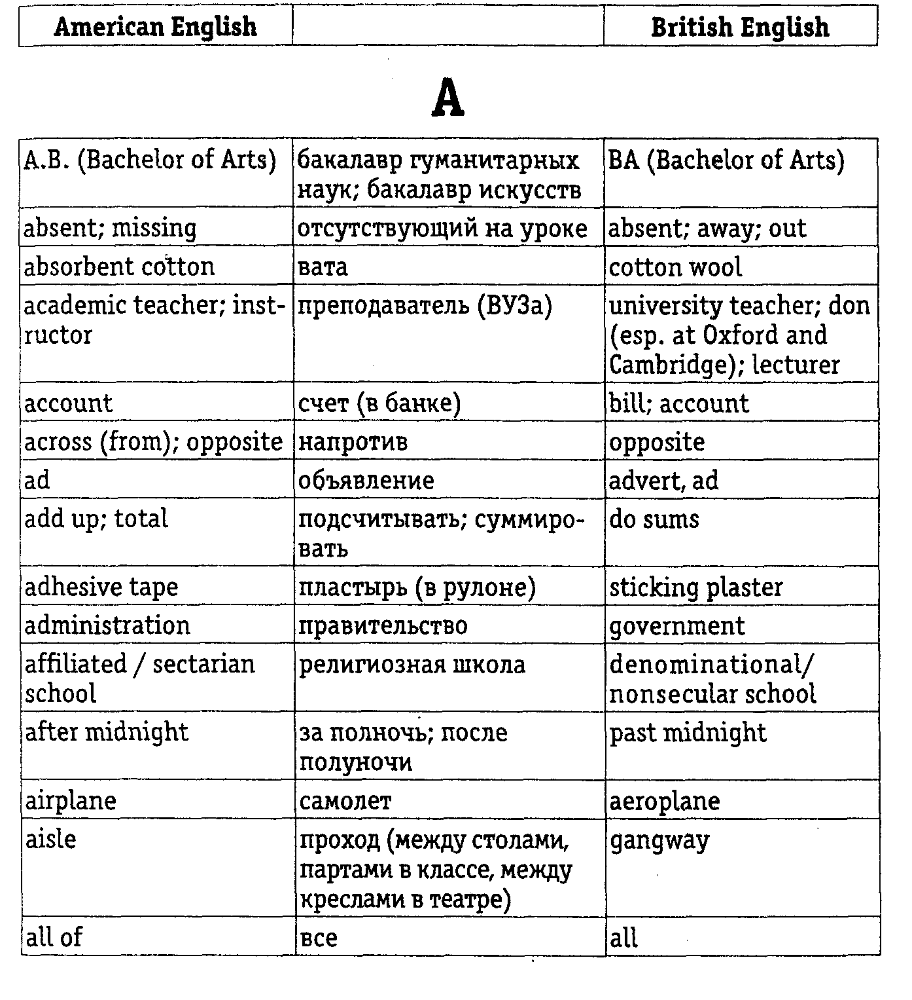 American English British English
A
A.B. (Bachelor of Arts) бакалавр гуманитарных BA (Bachelor of Arts)
наук; бакалавр искусств
absent; missing отсутствующий на уроке absent; away; out
absorbent cotton вата cotton wool
academic teacher; inst- преподаватель (ВУЗа) university teacher; don
ructor (esp. at Oxford and
Cambridge); lecturer
account счет (в банке) bill; account
across (from); opposite напротив opposite
ad объявление advert, ad
add up; total подсчитывать; суммиро- do sums
вать
adhesive tape пластырь (в рулоне) sticking plaster
administration правительство government
affiliated / sectarian религиозная школа denominational/
school nonsecular school
after midnight за полночь; после past midnight
полуночи
airplane самолет aeroplane
aisle проход (между столами, gangway
партами в классе, между
креслами в театре)
all of все all